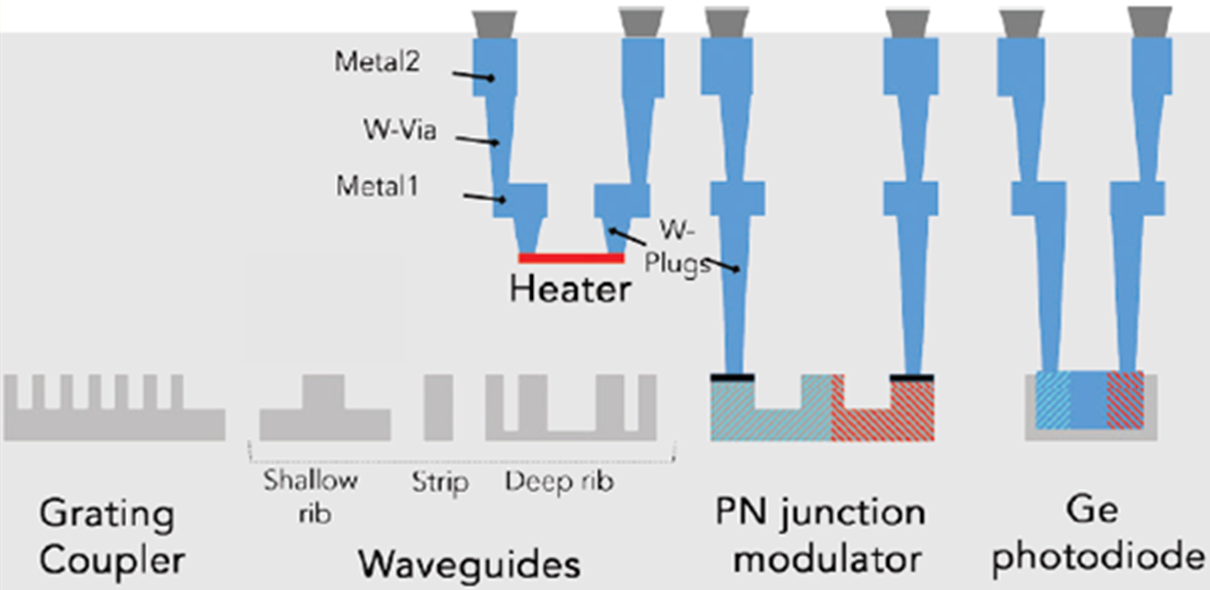 Metal2
W-Via
Metal1
W-
Plugs
Heater
Shallow
rib
Strip
Deep rib
Grating
Coupler
Waveguides
PN junction
modulator
Ge
photodiode